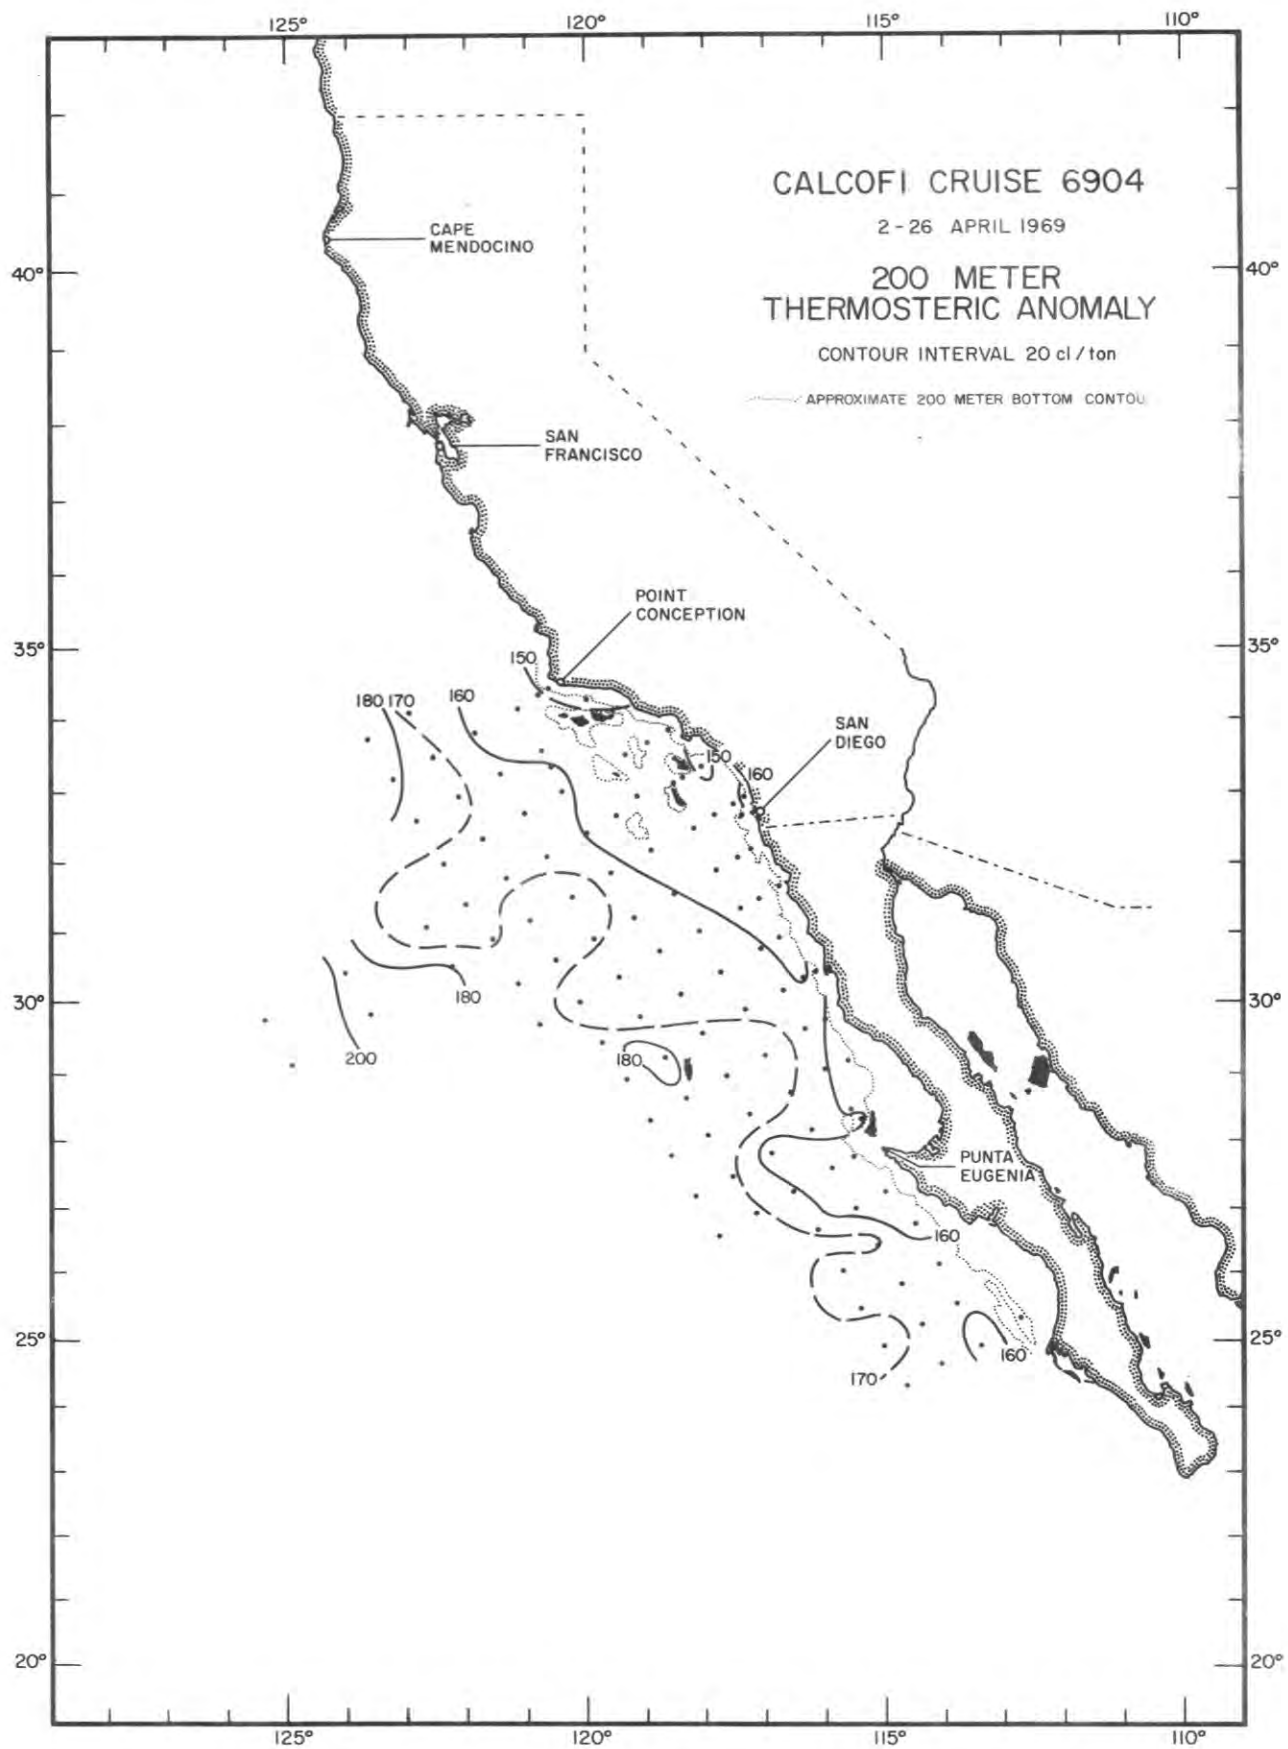 125° 120° 115° 110°
CALCOFI CRUISE 6904
2-26 APRIL 1969
200 METER
THERMOSTERIC ANOMALY
CONTOUR INTERVAL 20 cl/ton
APPROXIMATE 200 METER BOTTOM CONTOU
CAPE
MENDOCINO
40° 40°
SAN
FRANCISCO
POINT
CONCEPTION
35° 35°
150
180 170 160
SAN
DIEGO
150
160
30° 30°
180
200
180
PUNTA
EUGENIA
160
25° 25°
160
170
20° 20°
125° 120° 115° 110°